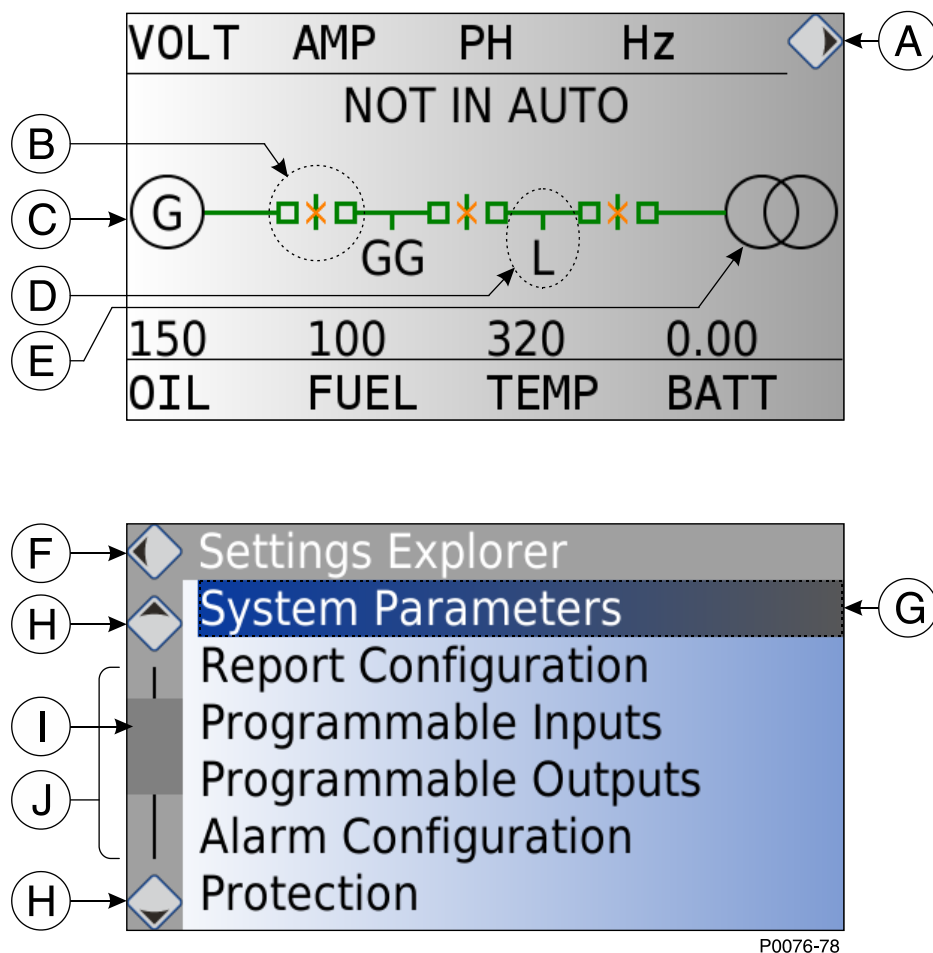 VOLT AMP PH Hz
A
NOT IN AUTO
B
C
G
GG
L
D
E
150 100 320 0.00
OIL FUEL TEMP BATT
F
Settings Explorer
H
System Parameters
G
Report Configuration
I
Programmable Inputs
J
Programmable Outputs
Alarm Configuration
H
Protection
P0076-78